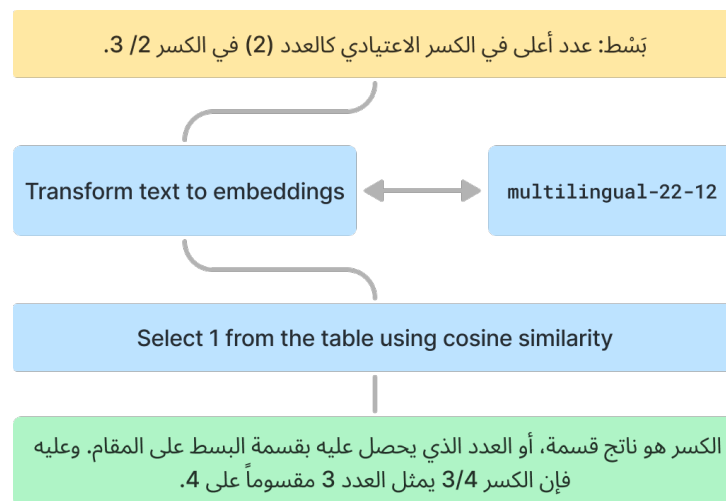 بَسْط: عدد أعلى في الكسر الاعتيادي كالعدد (2) في الكسر 2/ 3.
Transform text to embeddings
multilingual-22-12
Select 1 from the table using cosine similarity
الكسر هو ناتج قسمة، أو العدد الذي يحصل عليه بقسمة البسط على المقام. وعليه
فإن الكسر 3/4 يمثل العدد 3 مقسوماً على 4.